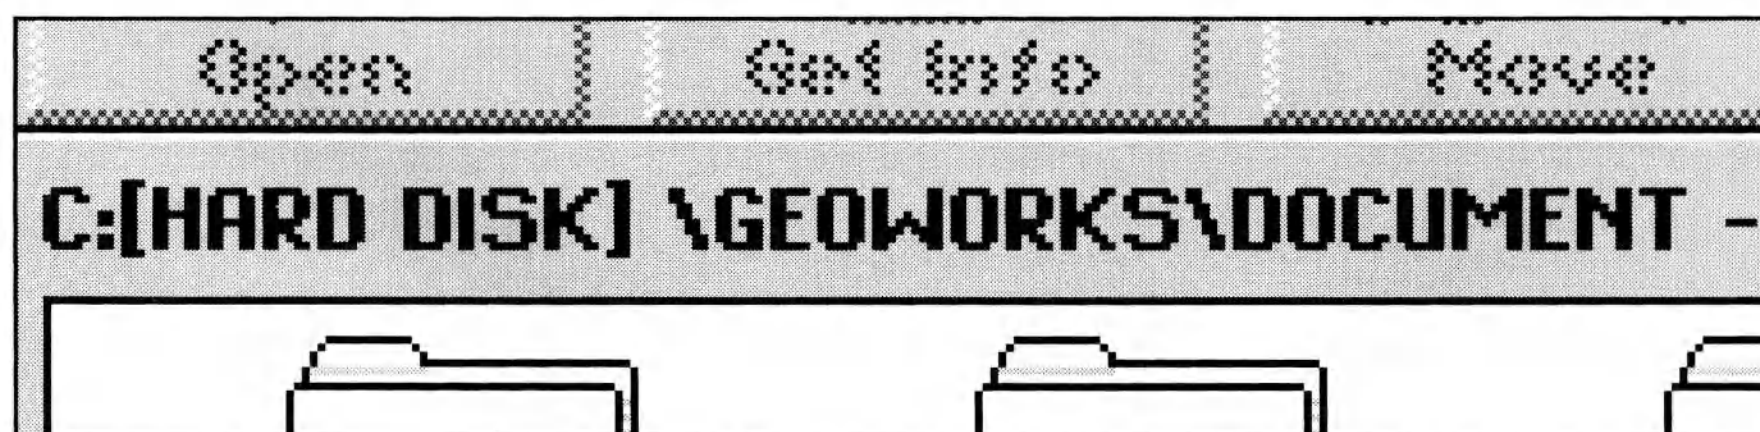 Open Get Info Move
C:[HARD DISK] \GEOWORKS\DOCUMENT -